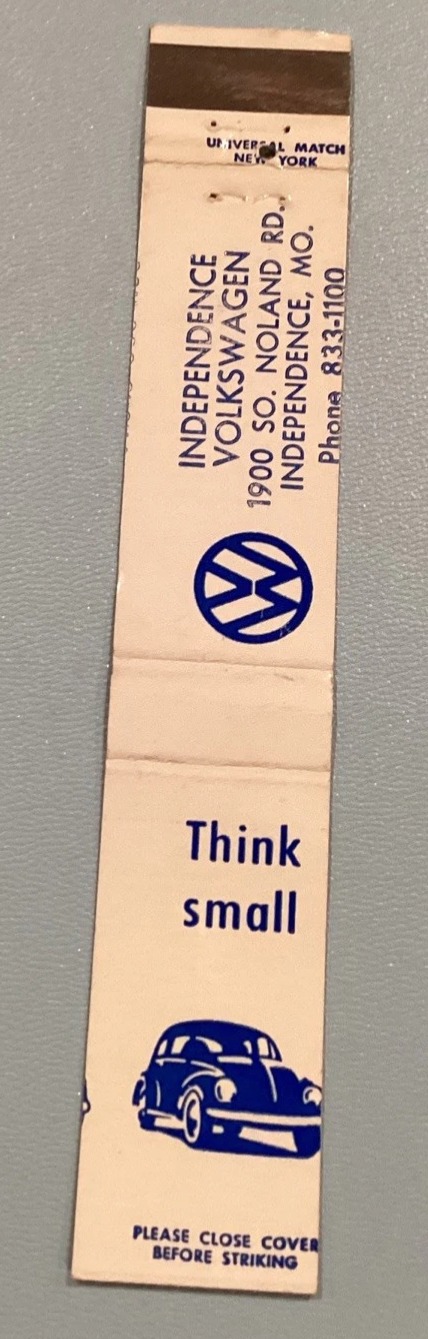 UNIVERSAL MATCH
NEW YORK
INDEPENDENCE
VOLKSWAGEN
1900 SO. NOLAND RD.
INDEPENDENCE, MO.
Phone 833-1100
VW
Think
small
PLEASE CLOSE COVER
BEFORE STRIKING